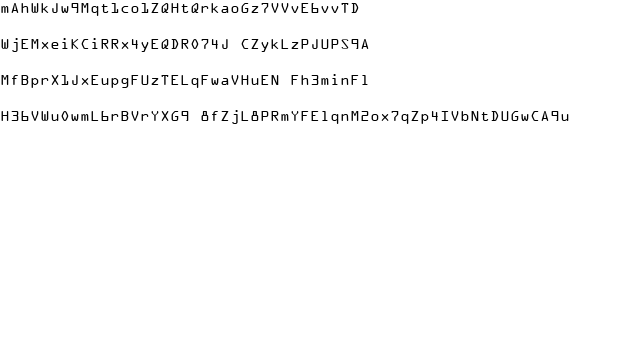 mAhWkJw9Mqt1co1ZQHtQrkaoGz7VVvE6vvTD
WjEMxeiKCiRRx4yEQDR074J CZykLzPJUPS9A
MfBprX1JxEupgFUzTELqFwaVHuEN Fh3minF1
H36VWu0wmL6rBVrYXG9 8fZjL8PRmYFE1qnM2ox7qZp4IVbNtDUGwCA9u